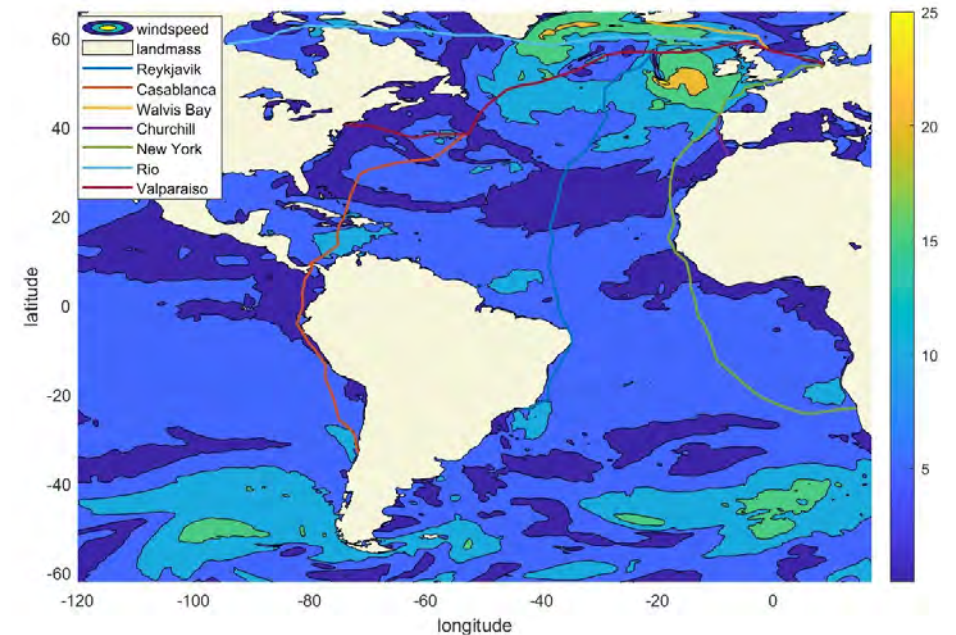 windspeed
landmass
Reykjavik
Casablanca
Walvis Bay
Churchill
New York
Rio
Valparaiso
60
40
20
0
-20
-40
-60
latitude
-120
-100
-80
-60
-40
-20
0
longitude
25
20
15
10
5